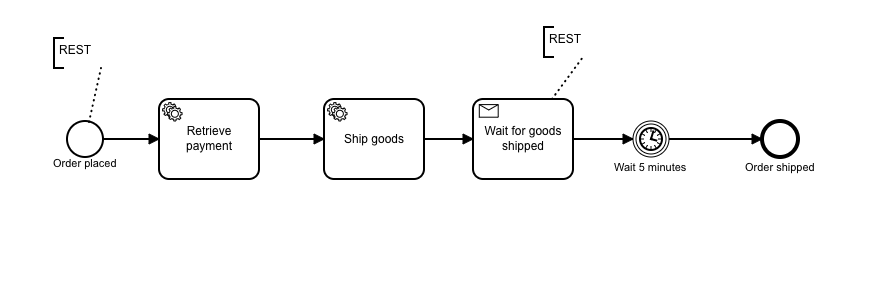 REST
REST
Order placed
Retrieve
payment
Ship goods
Wait for goods
shipped
Wait 5 minutes
Order shipped